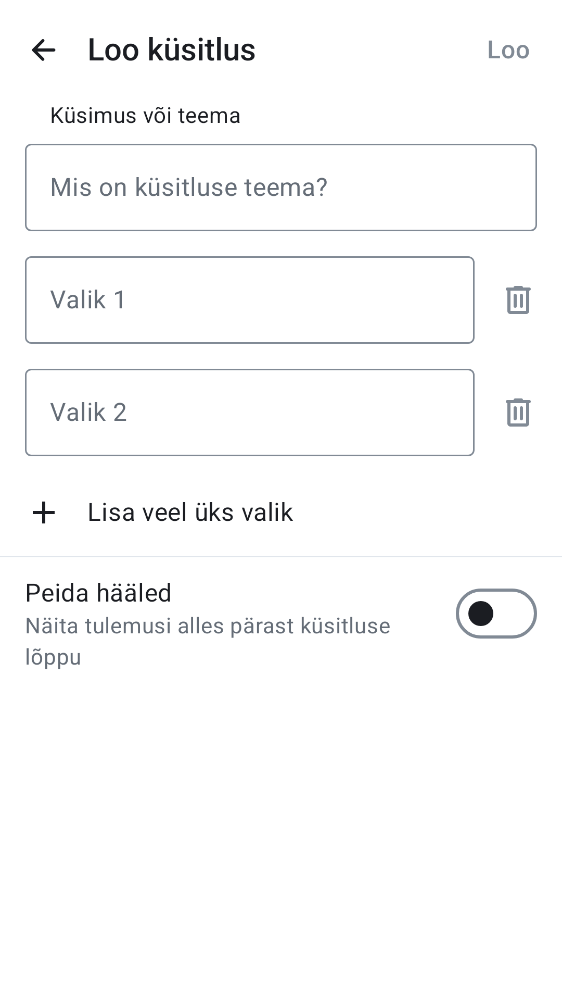 Loo küsitlus
Loo
Küsimus või teema
Mis on küsitluse teema?
Valik 1
Valik 2
Lisa veel üks valik
Peida hääled
Näita tulemusi alles pärast küsitluse
lõppu